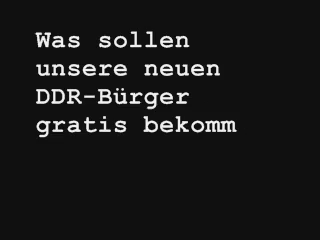 Was sollen
unsere neuen
DDR-Bürger
gratis bekomm